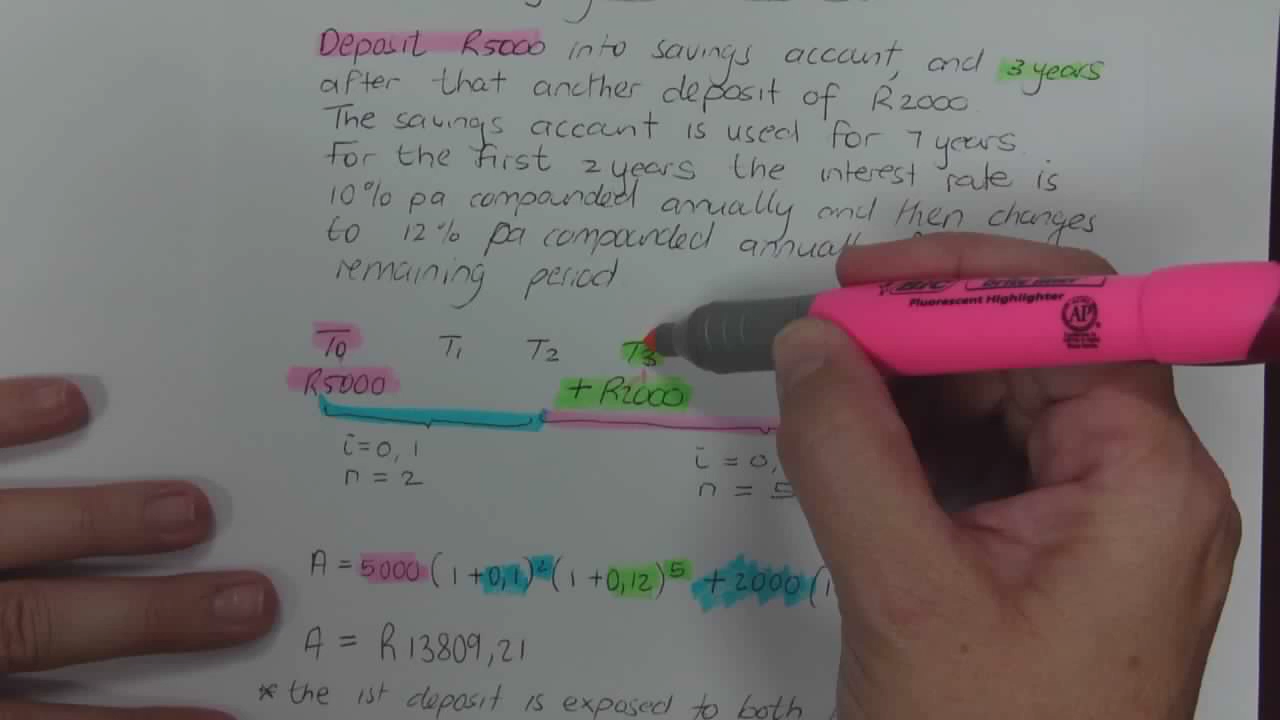 Deposit R5000 into savings account, and 3 years
after that another deposit of R2000.
The savings account is used for 7 years.
For the first 2 years the interest rate is
10% pa compounded annually and then changes
to 12% pa compounded annuall
remaining period
T0 T1 T2 T3
R5000 + R2000
i=0,1 i = 0,
n = 2 n = 5
A = 5000(1+0,1)²(1+0,12)⁵ +2000(1
A = R13809,21
* the 1st deposit is exposed to both
BIC
Fluorescent Highlighter
AP